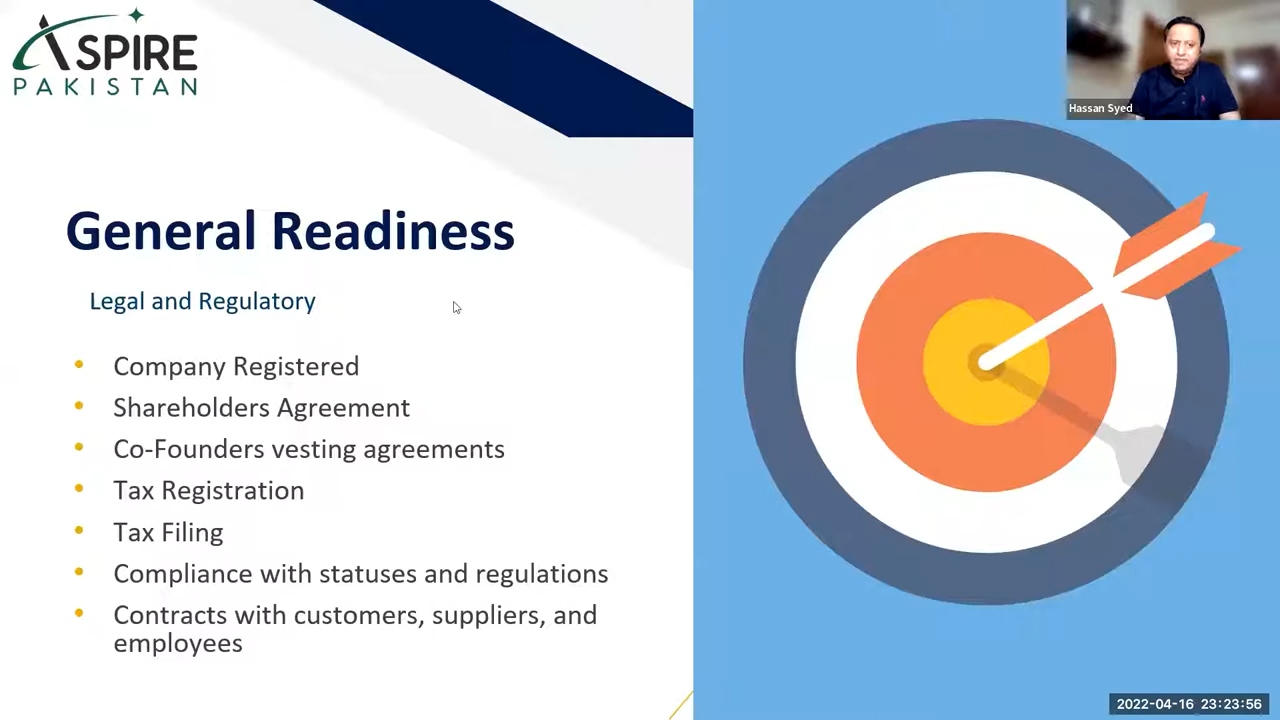 ASPIRE
PAKISTAN
Hassan Syed
General Readiness
Legal and Regulatory
• Company Registered
• Shareholders Agreement
• Co-Founders vesting agreements
• Tax Registration
• Tax Filing
• Compliance with statuses and regulations
• Contracts with customers, suppliers, and
employees
2022-04-16 23:23:56